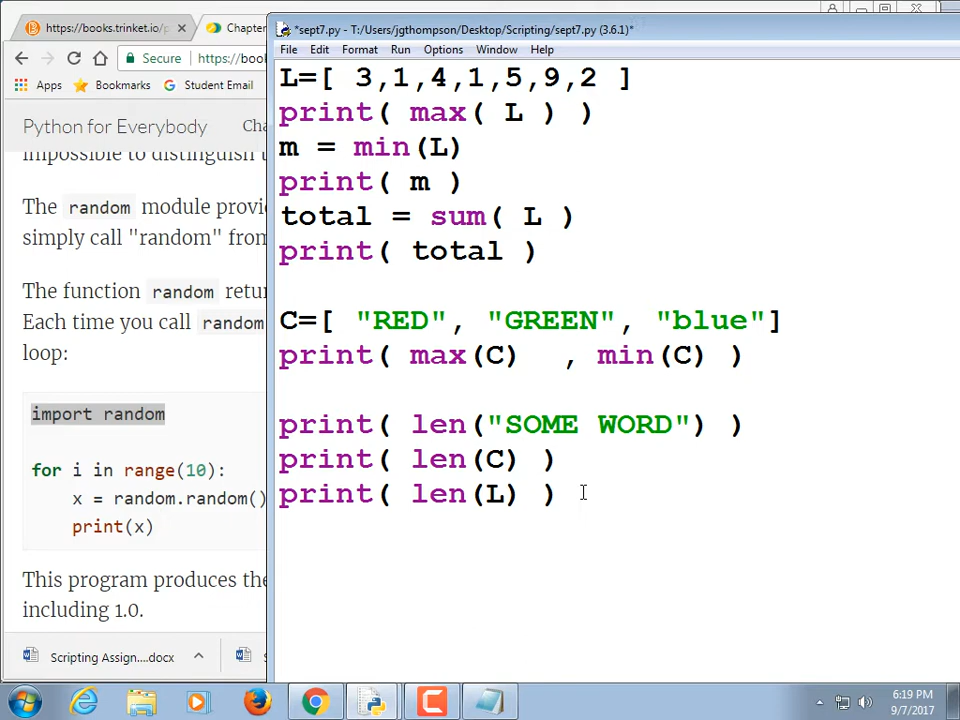 https://books.trinket.io/p
Chapter
*sept7.py - T:/Users/jgthompson/Desktop/Scripting/sept7.py (3.6.1)*
Secure
https://boo
File Edit Format Run Options Window Help
Apps Bookmarks Student Email
Python for Everybody
Cha
impossible to distinguish
The random module provi
simply call "random" from
The function random retur
Each time you call random
loop:
import random
for i in range(10):
x = random.random()
print(x)
This program produces the
including 1.0.
L=[ 3,1,4,1,5,9,2 ]
print( max( L ) )
m = min(L)
print( m )
total = sum( L )
print( total )
C=[ "RED", "GREEN", "blue"]
print( max(C)   , min(C) )
print( len("SOME WORD") )
print( len(C) )
print( len(L) )
Scripting Assign....docx
6:19 PM
9/7/2017